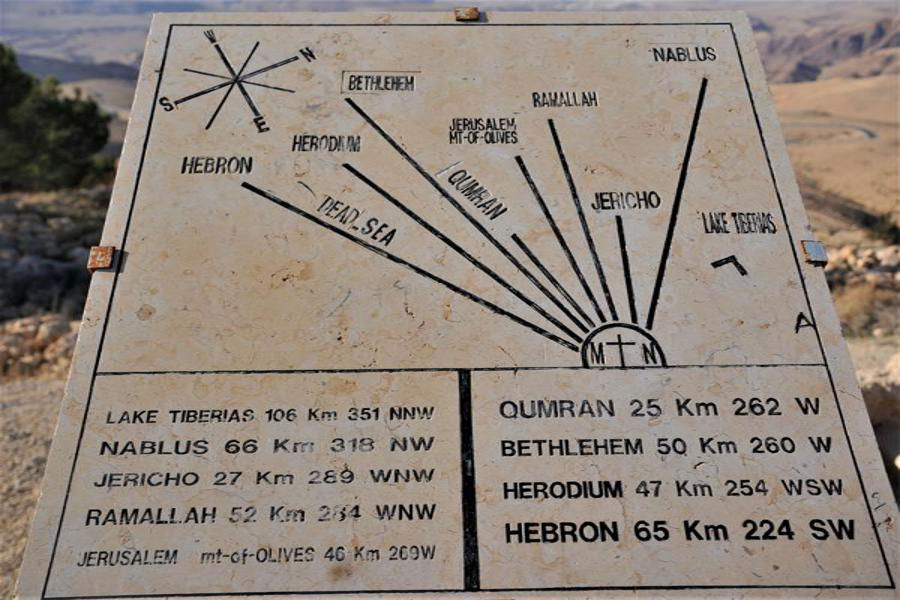 W
N
S
E
NABLUS
BETHLEHEM
RAMALLAH
JERUSALEM,
MT-OF-OLIVES
HERODIUM
HEBRON
QUMRAN
JERICHO
DEAD SEA
LAKE TIBERIAS
A
M N
LAKE TIBERIAS 106 Km 351 NNW
NABLUS 66 Km 318 NW
JERICHO 27 Km 289 WNW
RAMALLAH 52 Km 284 WNW
JERUSALEM mt-of-OLIVES 46 Km 269W
QUMRAN 25 Km 262 W
BETHLEHEM 50 Km 260 W
HERODIUM 47 Km 254 WSW
HEBRON 65 Km 224 SW